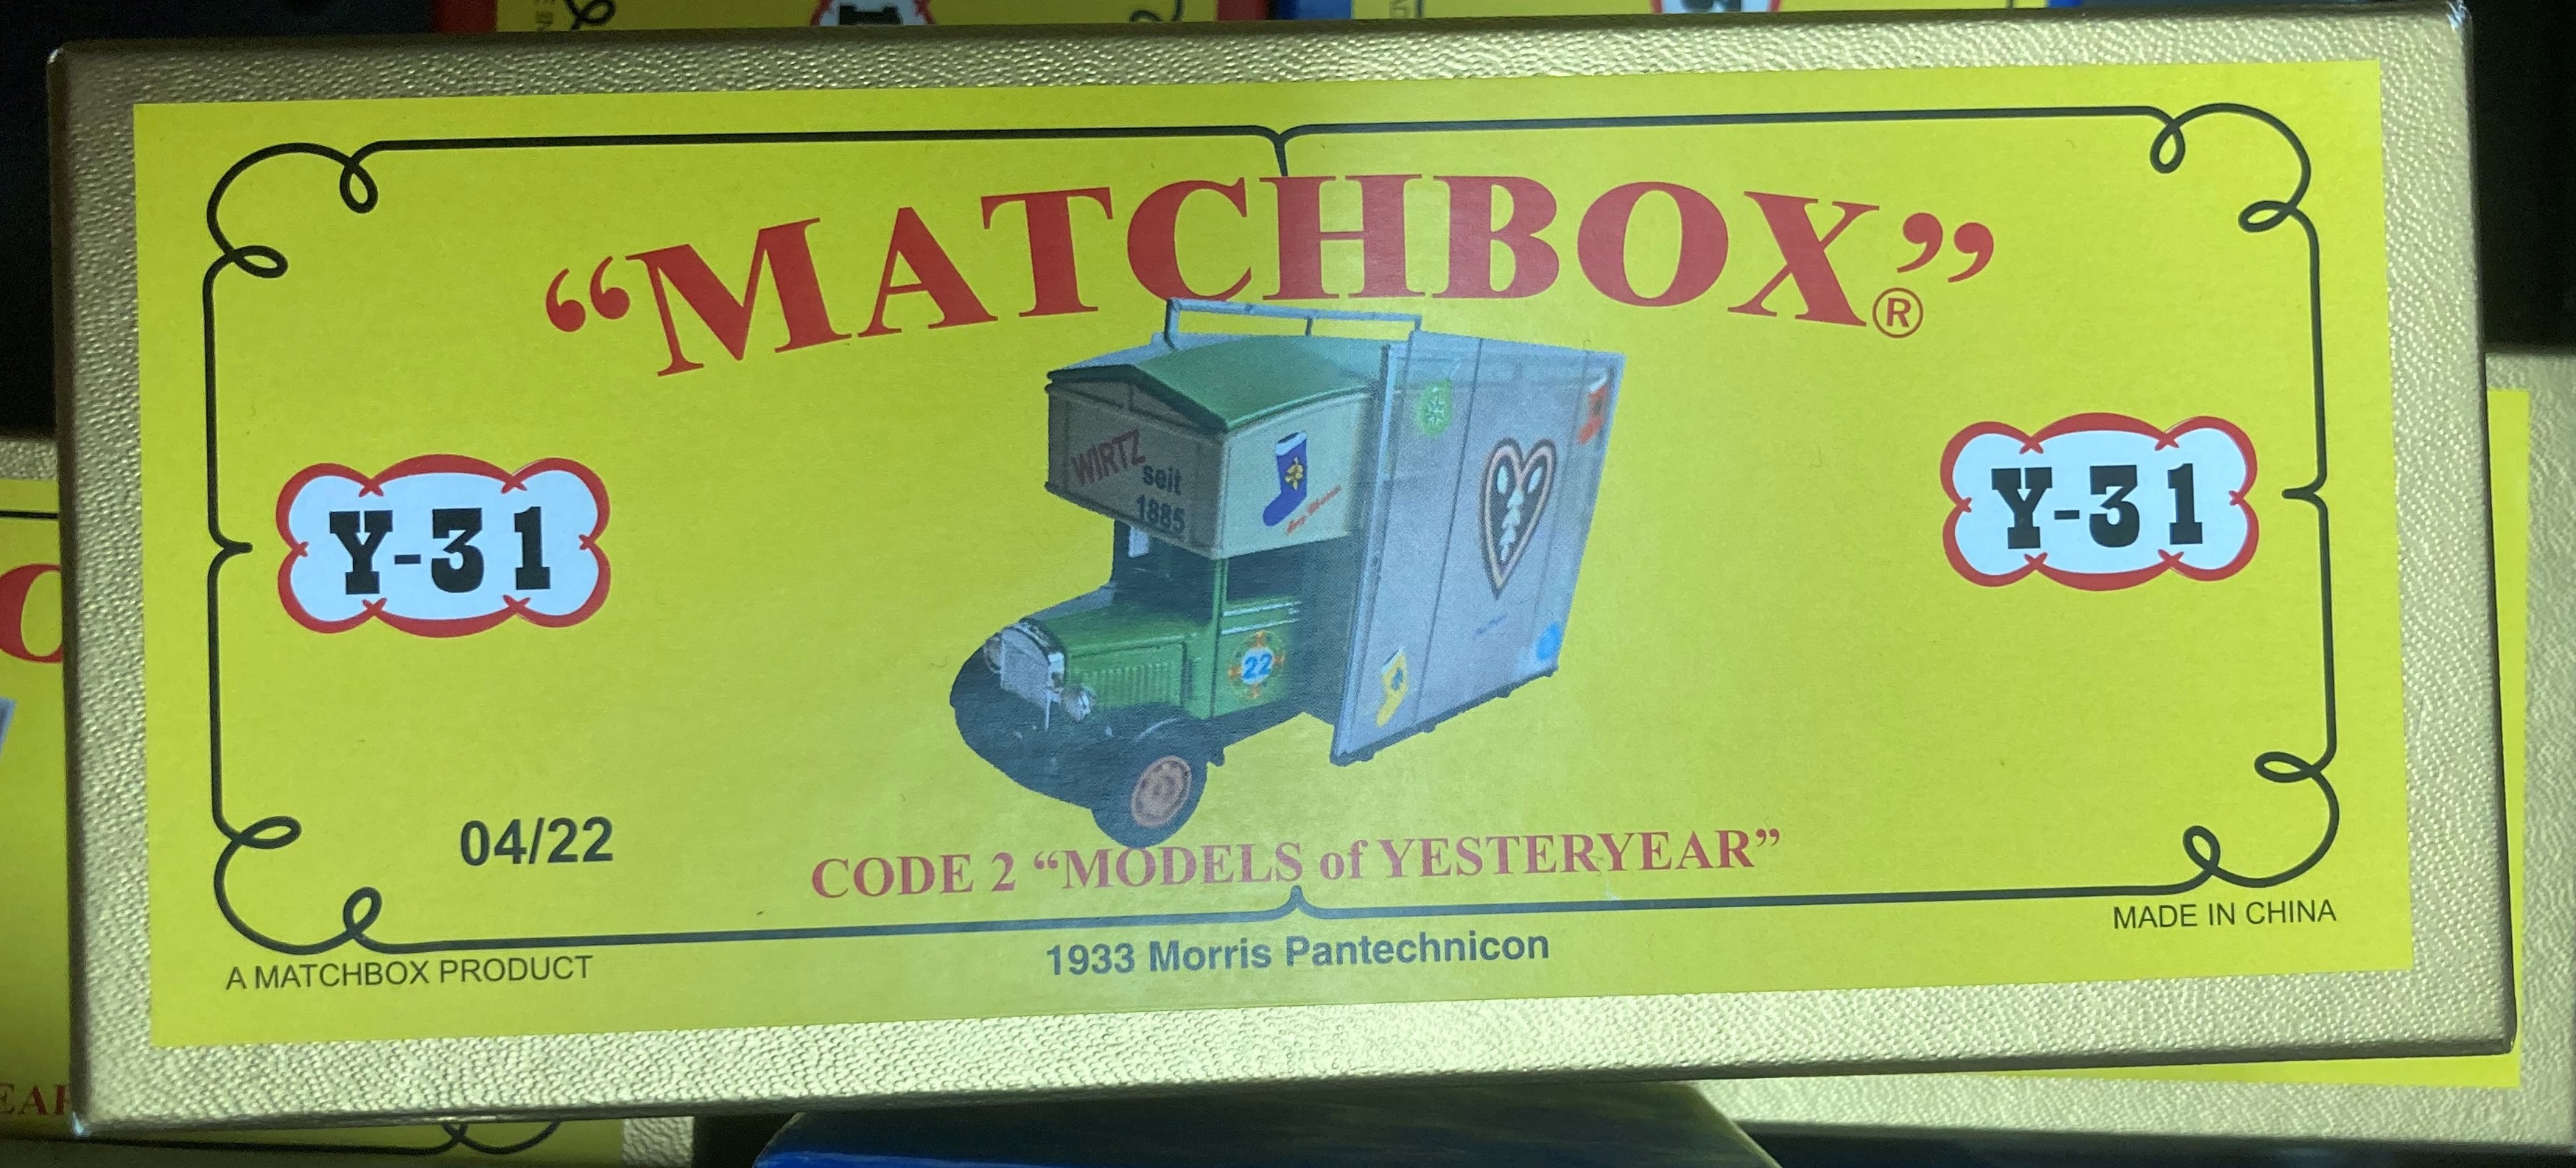 “MATCHBOX®”
WIRTZ
seit
1885
22
Y-31
Y-31
04/22
CODE 2 “MODELS of YESTERYEAR”
A MATCHBOX PRODUCT
1933 Morris Pantechnicon
MADE IN CHINA